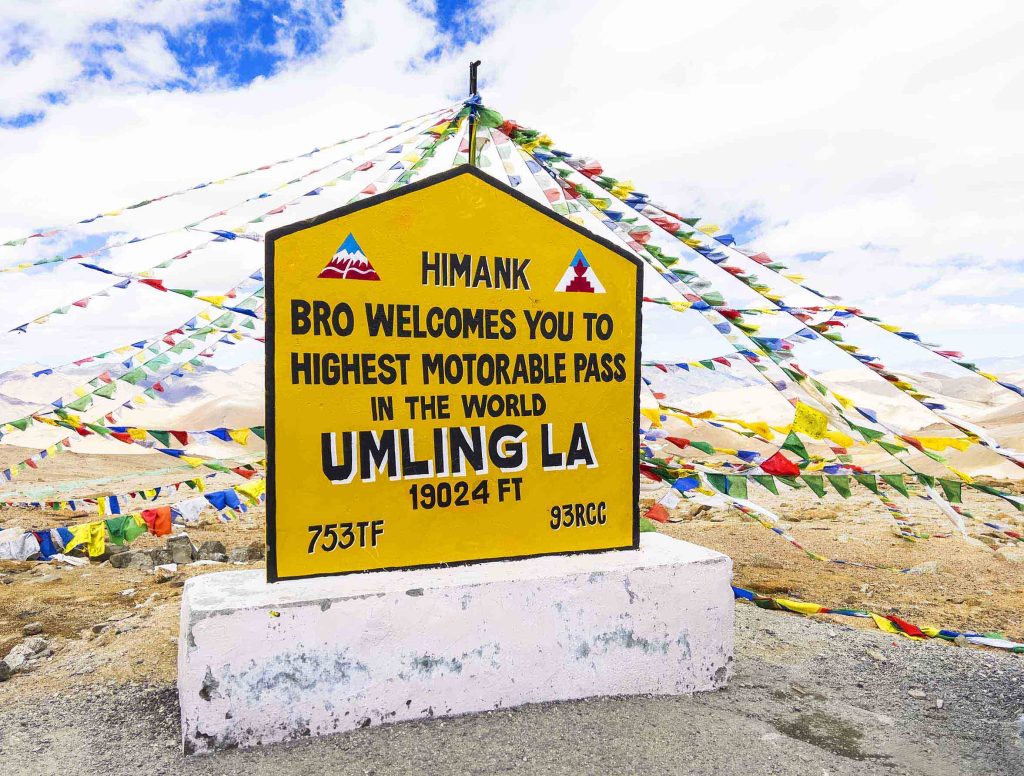 HIMANK
BRO WELCOMES YOU TO
HIGHEST MOTORABLE PASS
IN THE WORLD
UMLING LA
19024 FT
753TF
93RCC